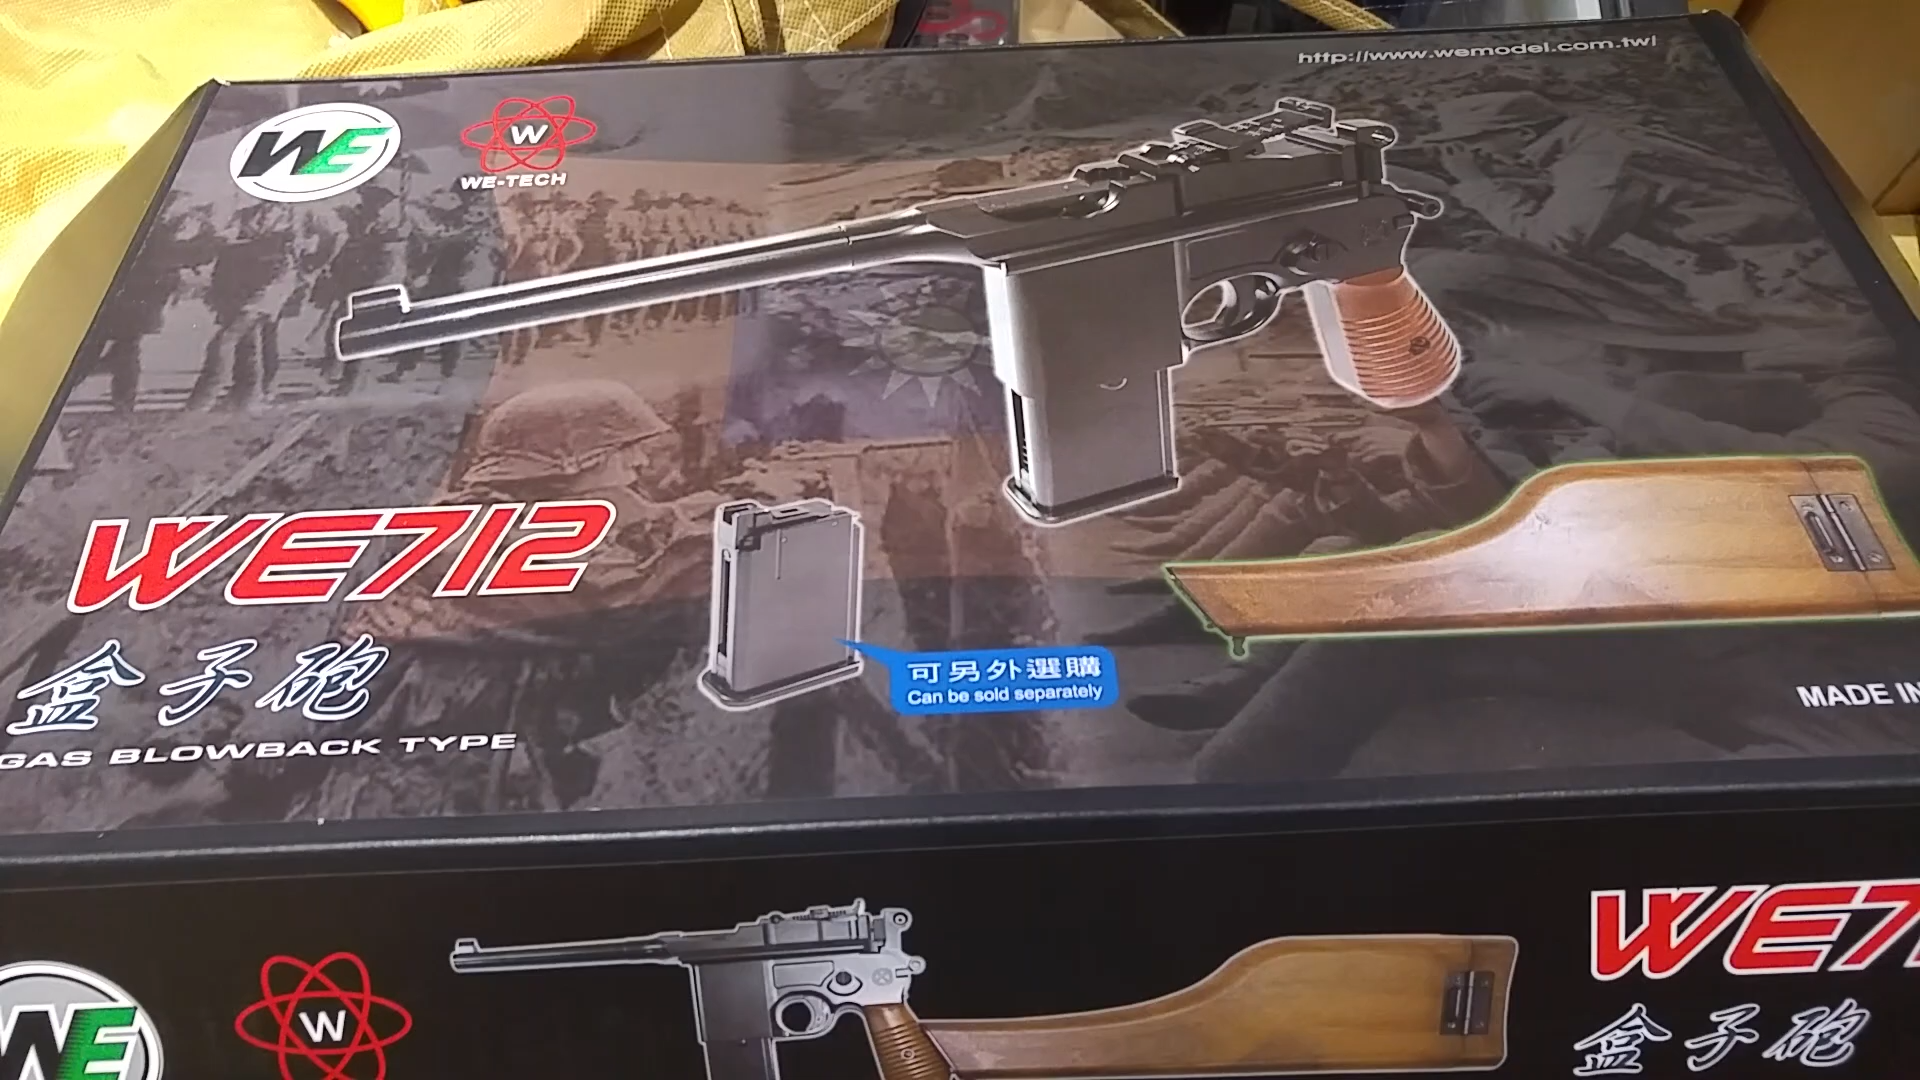 http://www.wemodel.com.tw/
WE
W
WE-TECH
WE712
盒子砲
GAS BLOWBACK TYPE
可另外選購
Can be sold separately
MADE IN
WE7
盒子砲
WE
W